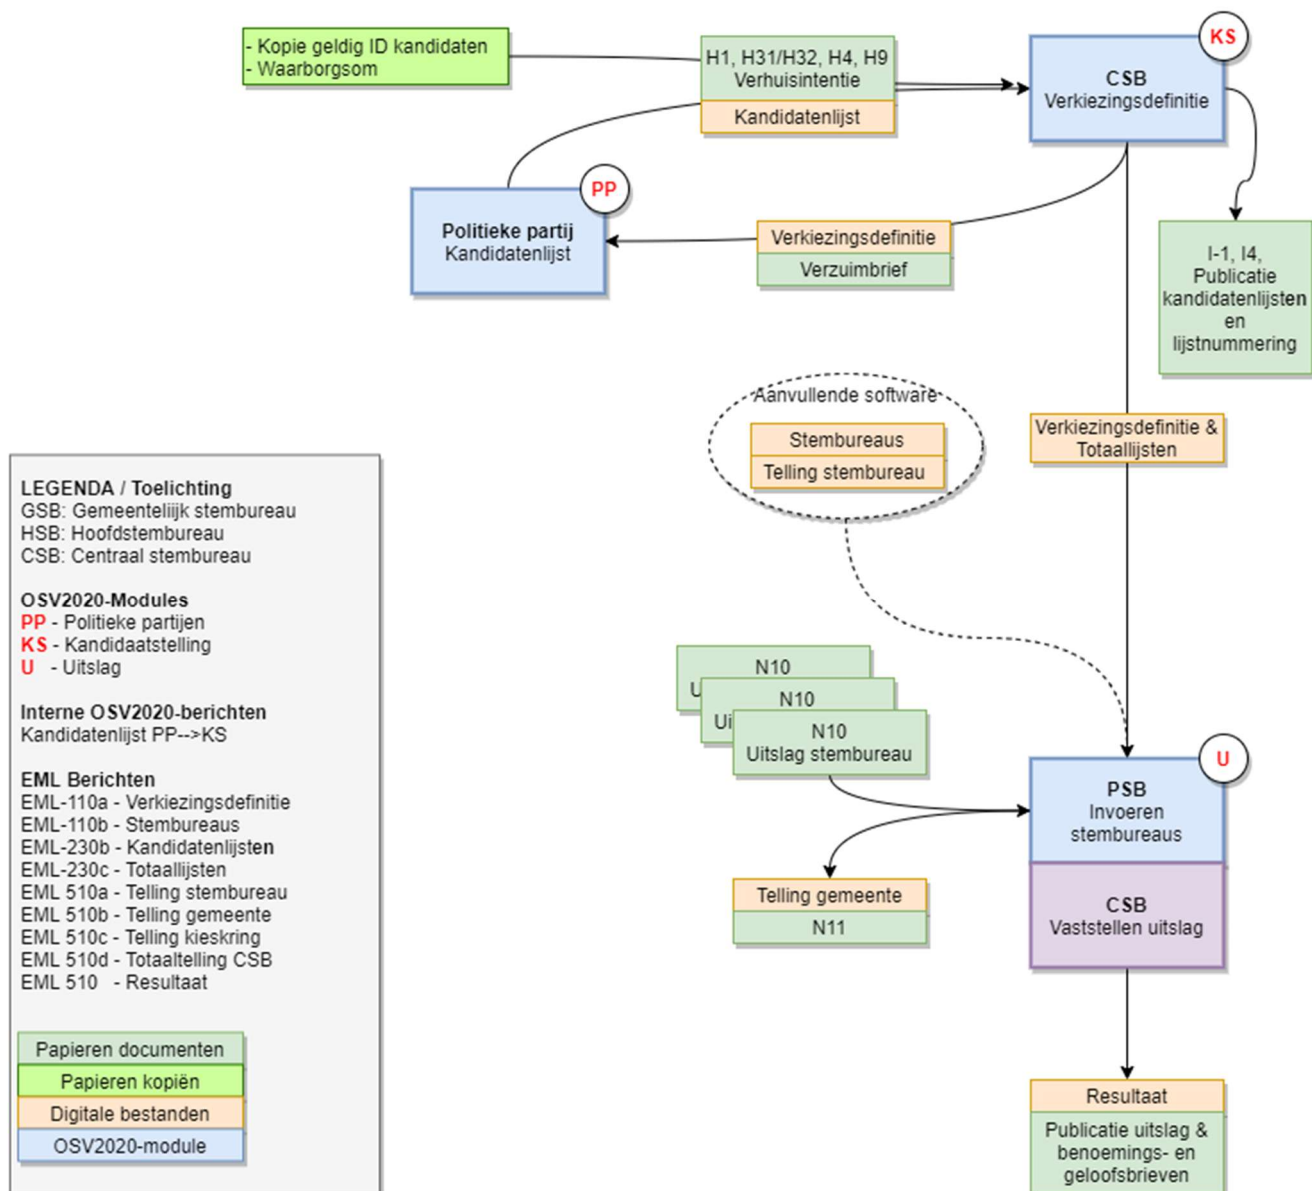 - Kopie geldig ID kandidaten
- Waarborgsom
H1, H31/H32, H4, H9
Verhuisintentie
Kandidatenlijst
KS
CSB
Verkiezingsdefinitie
PP
Politieke partij
Kandidatenlijst
Verkiezingsdefinitie
Verzuimbrief
I-1, I4,
Publicatie
kandidatenlijsten
en
lijstnummering
Aanvullende software
Stembureaus
Telling stembureau
Verkiezingsdefinitie &
Totaallijsten
LEGENDA / Toelichting
GSB: Gemeenteliijk stembureau
HSB: Hoofdstembureau
CSB: Centraal stembureau
OSV2020-Modules
PP - Politieke partijen
KS - Kandidaatstelling
U - Uitslag
Interne OSV2020-berichten
Kandidatenlijst PP-->KS
EML Berichten
EML-110a - Verkiezingsdefinitie
EML-110b - Stembureaus
EML-230b - Kandidatenlijsten
EML-230c - Totaallijsten
EML 510a - Telling stembureau
EML 510b - Telling gemeente
EML 510c - Telling kieskring
EML 510d - Totaaltelling CSB
EML 510 - Resultaat
Papieren documenten
Papieren kopiën
Digitale bestanden
OSV2020-module
N10
U
N10
Ui
N10
Uitslag stembureau
U
PSB
Invoeren
stembureaus
CSB
Vaststellen uitslag
Telling gemeente
N11
Resultaat
Publicatie uitslag &
benoemings- en
geloofsbrieven